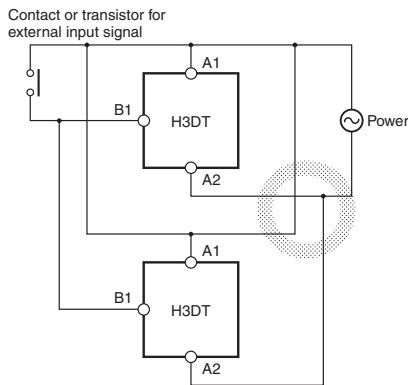 Contact or transistor for
external input signal
A1
B1
H3DT
Power
A2
A1
B1
H3DT
A2